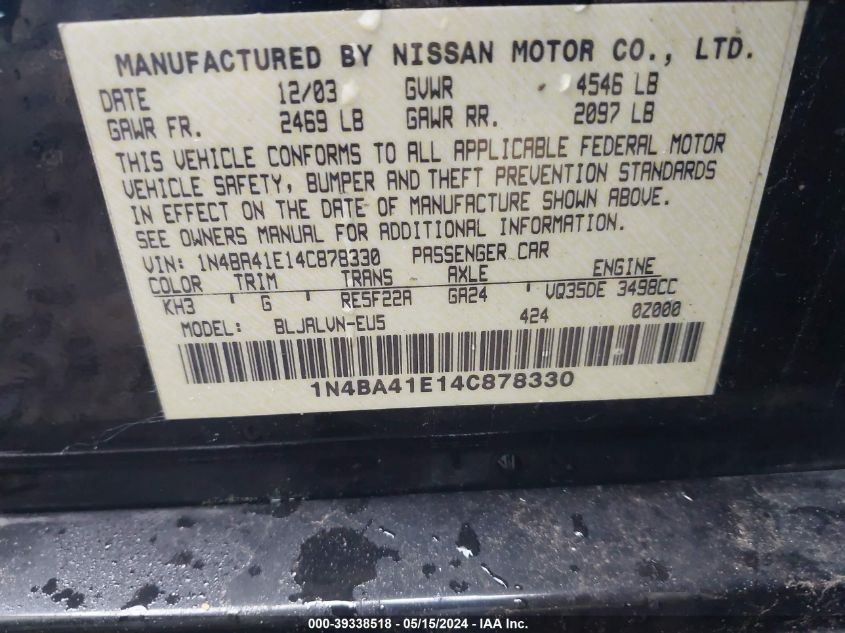 MANUFACTURED BY NISSAN MOTOR CO., LTD.
DATE 12/03 GVWR 4546 LB
GAWR FR. 2469 LB GAWR RR. 2097 LB
THIS VEHICLE CONFORMS TO ALL APPLICABLE FEDERAL MOTOR
VEHICLE SAFETY, BUMPER AND THEFT PREVENTION STANDARDS
IN EFFECT ON THE DATE OF MANUFACTURE SHOWN ABOVE.
SEE OWNERS MANUAL FOR ADDITIONAL INFORMATION.
VIN: 1N4BA41E14C878330 PASSENGER CAR
COLOR TRIM TRANS AXLE ENGINE
KH3 ' G RE5F22A GA24 ' VQ35DE 3498CC
MODEL: BLJALVN-EU5 424 0Z000
1N4BA41E14C878330
000-39338518 - 05/15/2024 - IAA Inc.